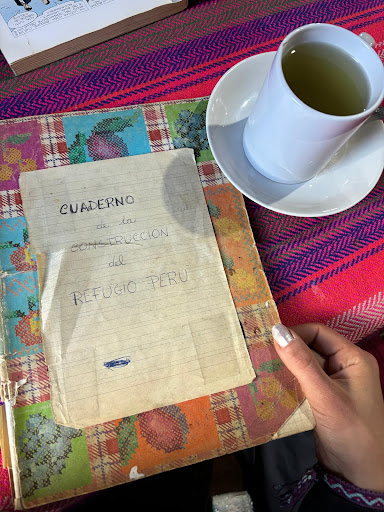 CUADERNO
de la
CONSTRUCCION
del
REFUGIO PERU